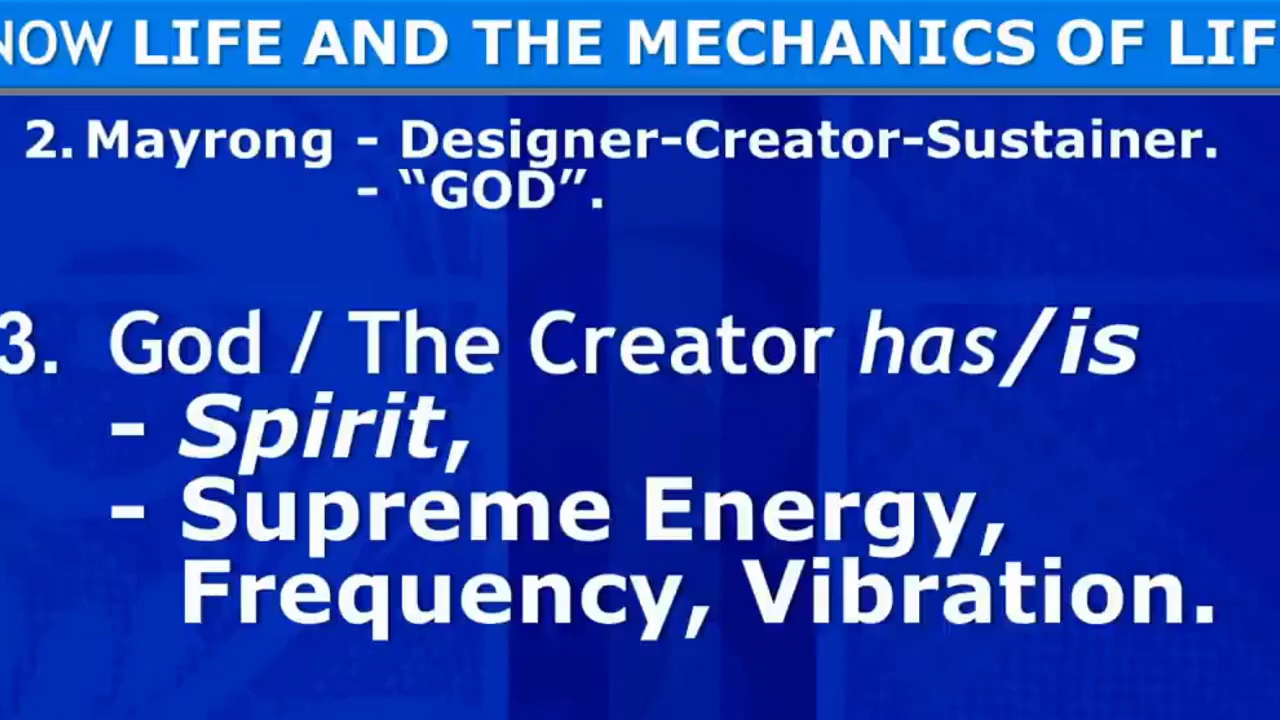 NOW LIFE AND THE MECHANICS OF LIF
2. Mayrong - Designer-Creator-Sustainer.
- “GOD”.
3. God / The Creator has/is
- Spirit,
- Supreme Energy,
Frequency, Vibration.